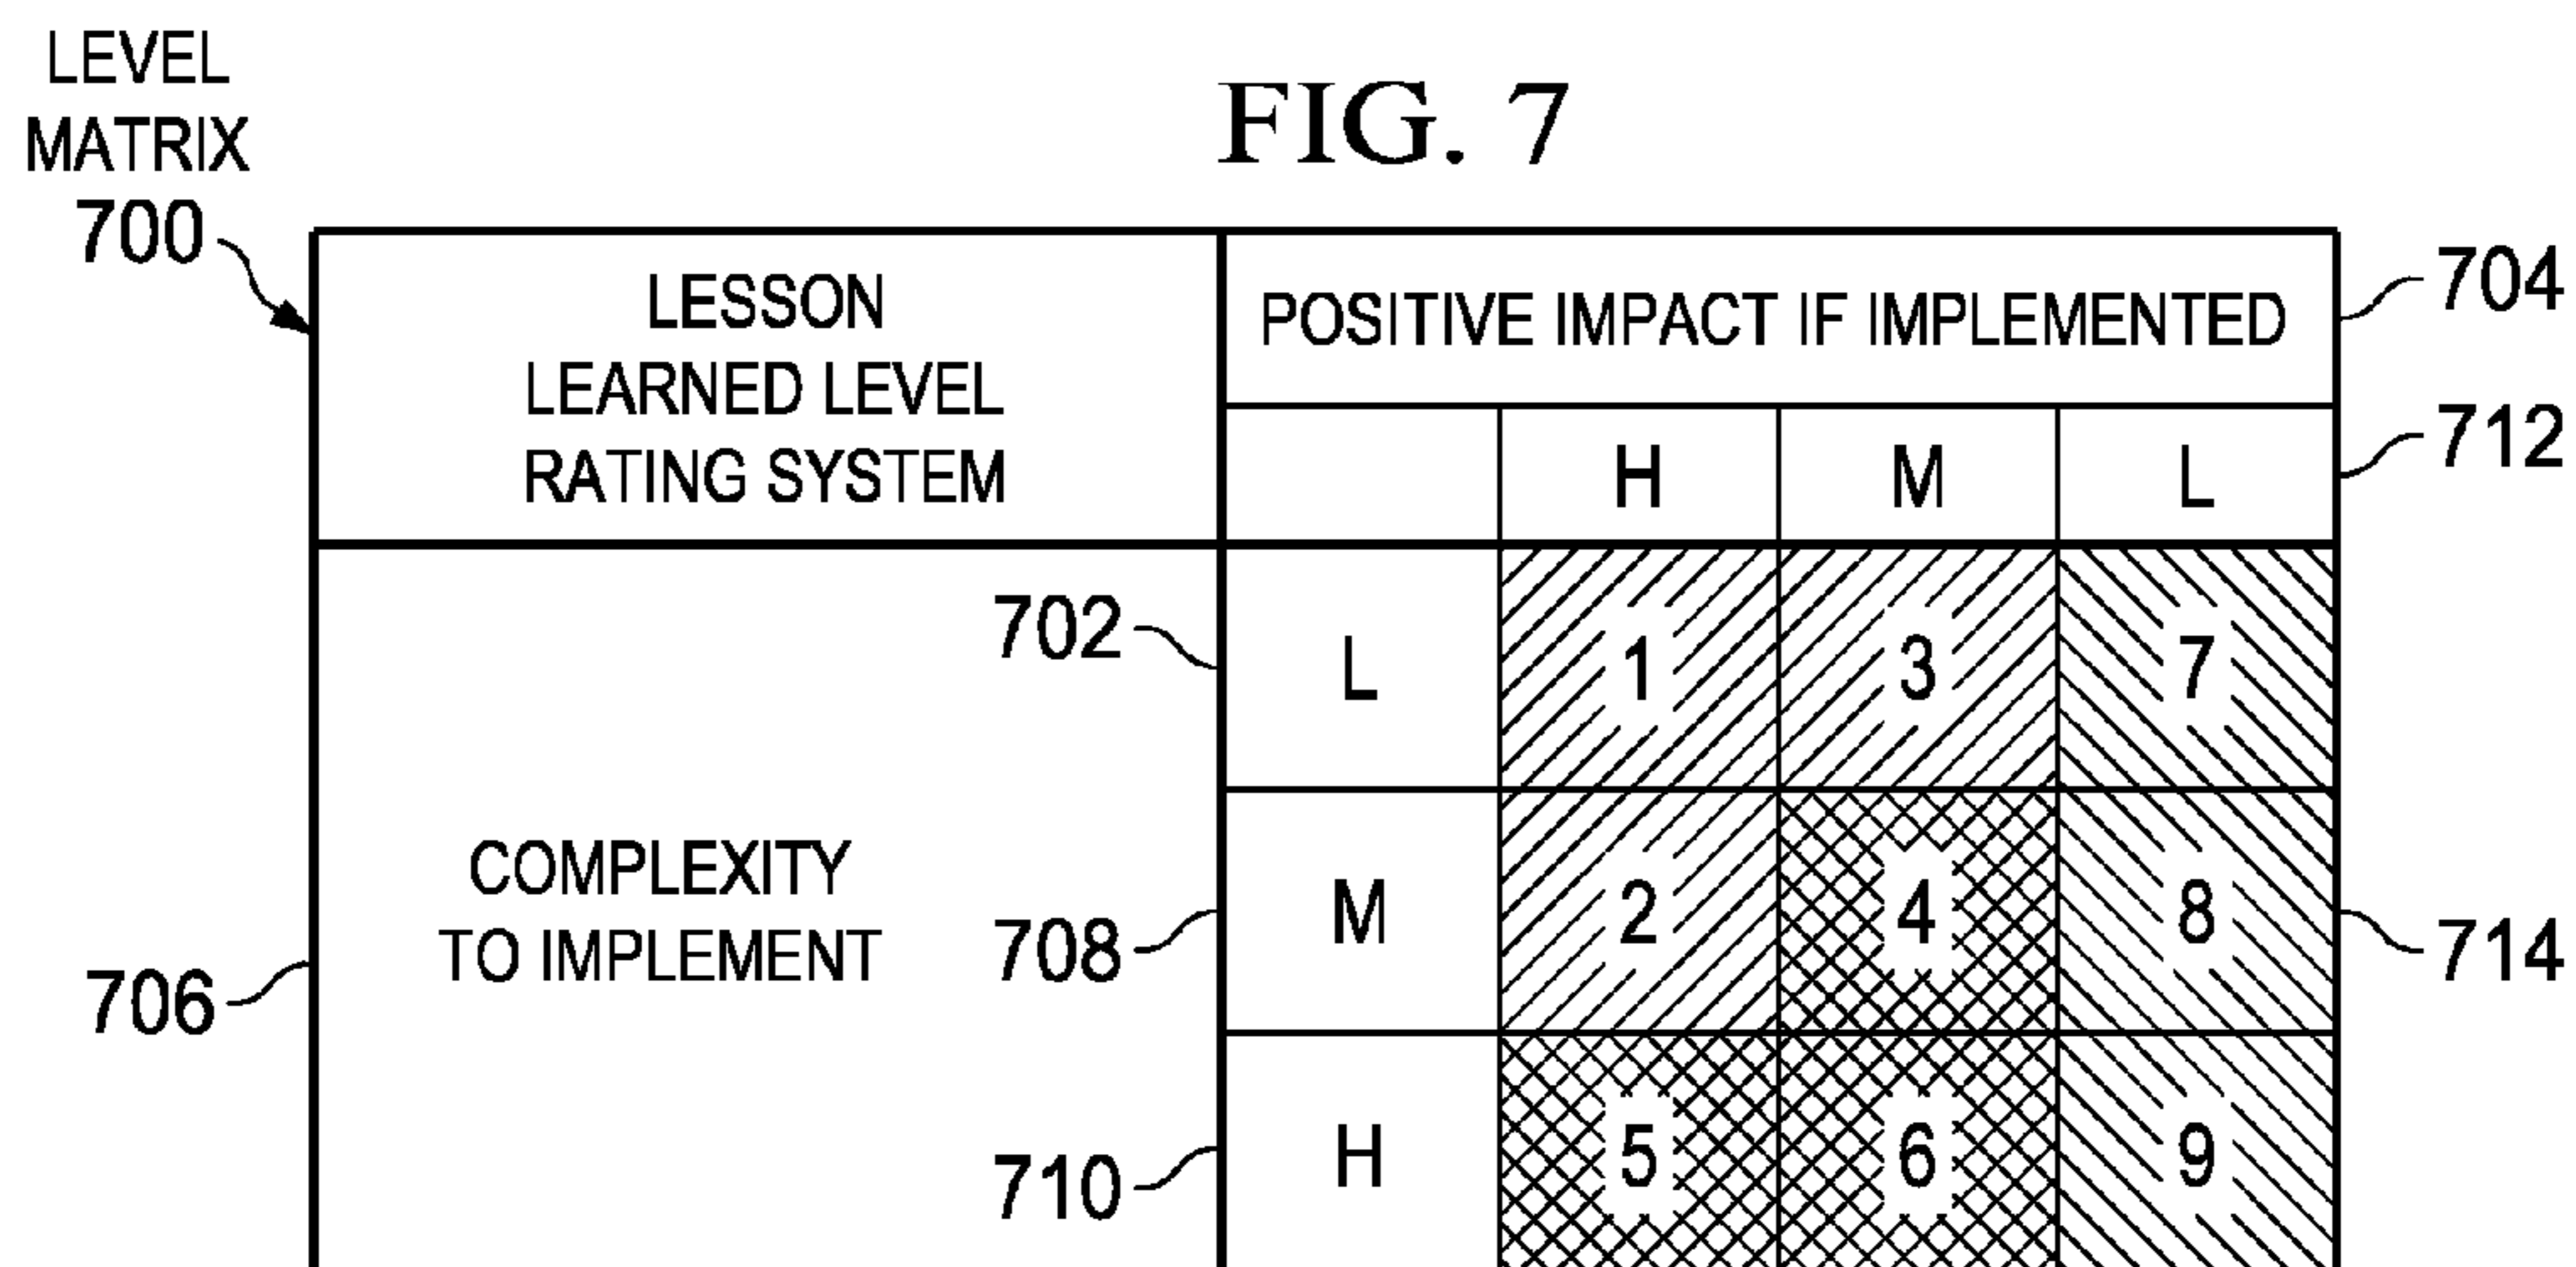 LEVEL
MATRIX
700
FIG. 7
LESSON
LEARNED LEVEL
RATING SYSTEM
POSITIVE IMPACT IF IMPLEMENTED
704
H M L
712
COMPLEXITY
TO IMPLEMENT
706
702
L 1 3 7
708
M 2 4 8
714
710
H 5 6 9